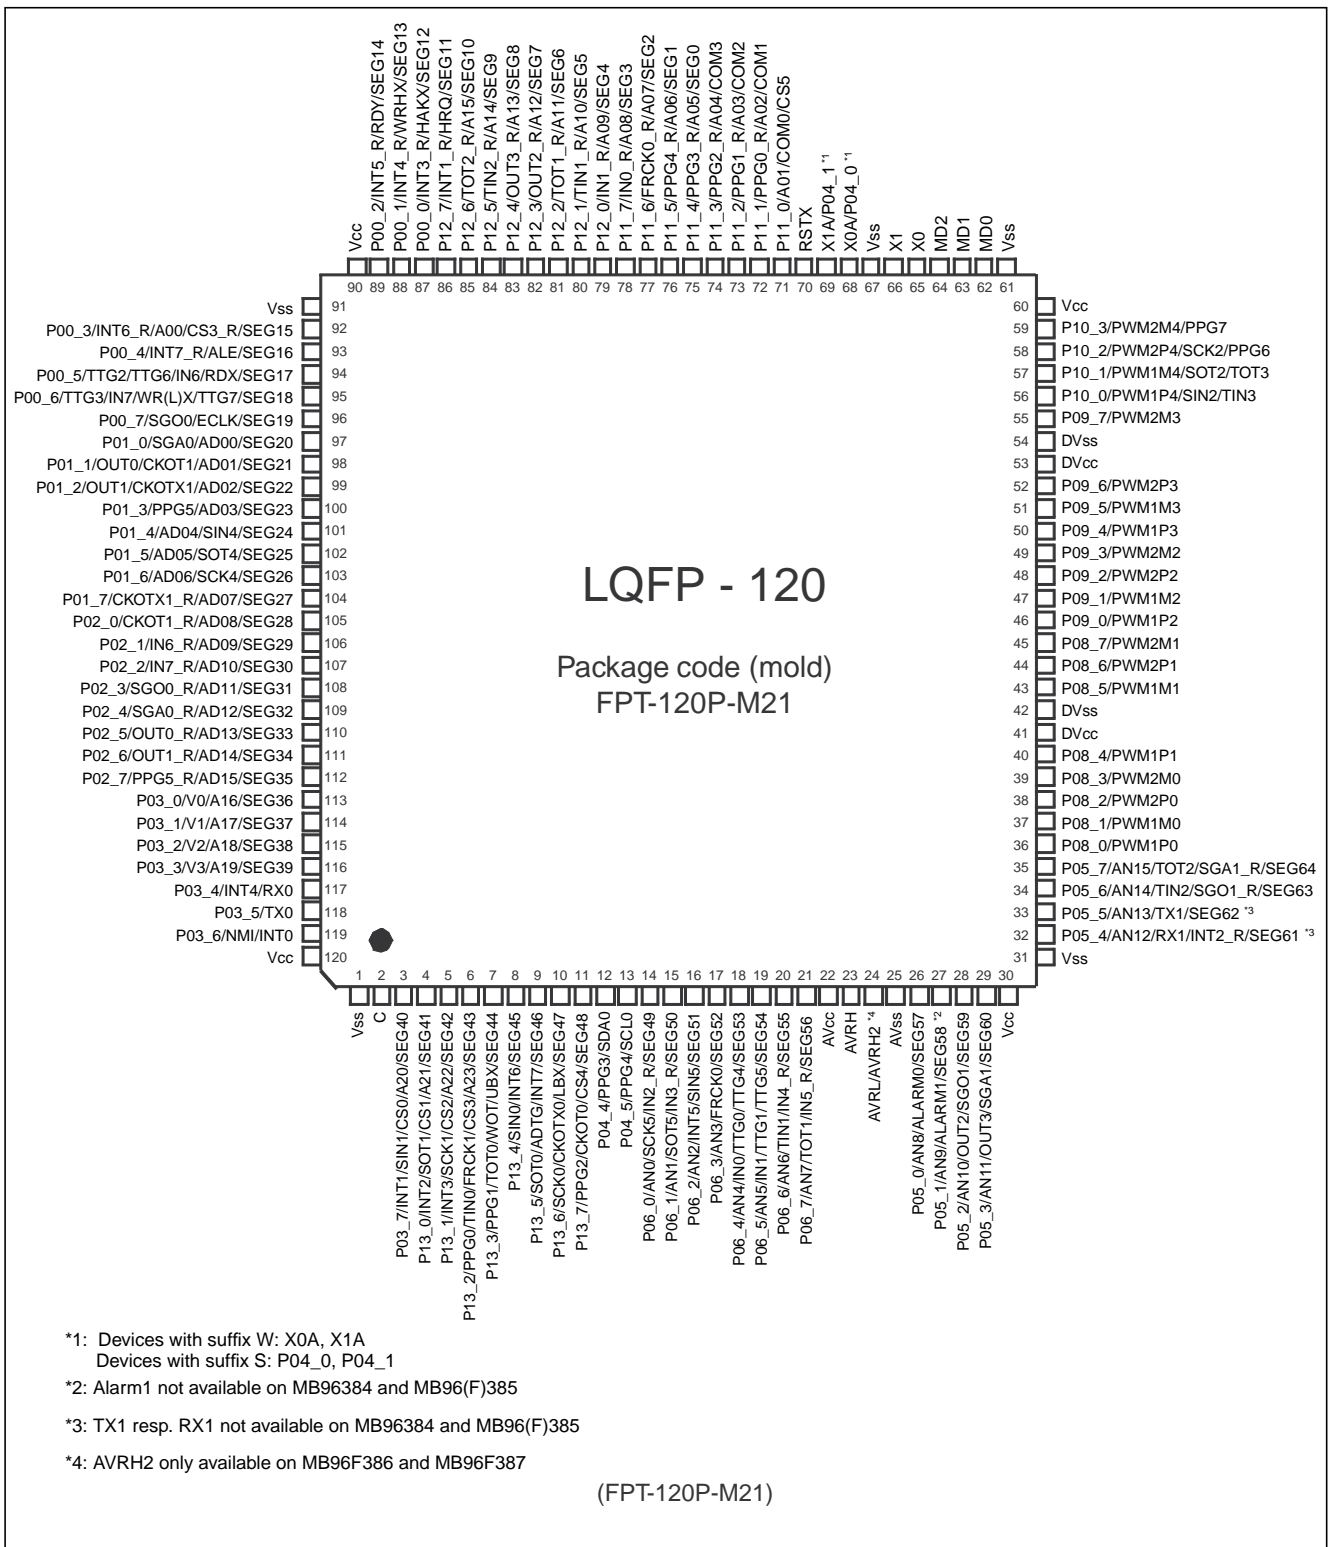 Vcc
P00_2/INT5_R/RDY/SEG14
P00_1/INT4_R/WRHX/SEG13
P00_0/INT3_R/HAKX/SEG12
P12_7/INT1_R/HRQ/SEG11
P12_6/TOT2_R/A15/SEG10
P12_5/TIN2_R/A14/SEG9
P12_4/OUT3_R/A13/SEG8
P12_3/OUT2_R/A12/SEG7
P12_2/TOT1_R/A11/SEG6
P12_1/TIN1_R/A10/SEG5
P12_0/IN1_R/A09/SEG4
P11_7/IN0_R/A08/SEG3
P11_6/FRCK0_R/A07/SEG2
P11_5/PPG4_R/A06/SEG1
P11_4/PPG3_R/A05/SEG0
P11_3/PPG2_R/A04/COM3
P11_2/PPG1_R/A03/COM2
P11_1/PPG0_R/A02/COM1
P11_0/A01/COM0/CS5
RSTX
X1A/P04_1 *1
X0A/P04_0 *1
Vss
X1
X0
MD2
MD1
MD0
Vss
90 89 88 87 86 85 84 83 82 81 80 79 78 77 76 75 74 73 72 71 70 69 68 67 66 65 64 63 62 61
Vss 91
P00_3/INT6_R/A00/CS3_R/SEG15 92
P00_4/INT7_R/ALE/SEG16 93
P00_5/TTG2/TTG6/IN6/RDX/SEG17 94
P00_6/TTG3/IN7/WR(L)X/TTG7/SEG18 95
P00_7/SGO0/ECLK/SEG19 96
P01_0/SGA0/AD00/SEG20 97
P01_1/OUT0/CKOT1/AD01/SEG21 98
P01_2/OUT1/CKOTX1/AD02/SEG22 99
P01_3/PPG5/AD03/SEG23 100
P01_4/AD04/SIN4/SEG24 101
P01_5/AD05/SOT4/SEG25 102
P01_6/AD06/SCK4/SEG26 103
P01_7/CKOTX1_R/AD07/SEG27 104
P02_0/CKOT1_R/AD08/SEG28 105
P02_1/IN6_R/AD09/SEG29 106
P02_2/IN7_R/AD10/SEG30 107
P02_3/SGO0_R/AD11/SEG31 108
P02_4/SGA0_R/AD12/SEG32 109
P02_5/OUT0_R/AD13/SEG33 110
P02_6/OUT1_R/AD14/SEG34 111
P02_7/PPG5_R/AD15/SEG35 112
P03_0/V0/A16/SEG36 113
P03_1/V1/A17/SEG37 114
P03_2/V2/A18/SEG38 115
P03_3/V3/A19/SEG39 116
P03_4/INT4/RX0 117
P03_5/TX0 118
P03_6/NMI/INT0 119
Vcc 120
LQFP - 120
Package code (mold)
FPT-120P-M21
60 Vcc
59 P10_3/PWM2M4/PPG7
58 P10_2/PWM2P4/SCK2/PPG6
57 P10_1/PWM1M4/SOT2/TOT3
56 P10_0/PWM1P4/SIN2/TIN3
55 P09_7/PWM2M3
54 DVss
53 DVcc
52 P09_6/PWM2P3
51 P09_5/PWM1M3
50 P09_4/PWM1P3
49 P09_3/PWM2M2
48 P09_2/PWM2P2
47 P09_1/PWM1M2
46 P09_0/PWM1P2
45 P08_7/PWM2M1
44 P08_6/PWM2P1
43 P08_5/PWM1M1
42 DVss
41 DVcc
40 P08_4/PWM1P1
39 P08_3/PWM2M0
38 P08_2/PWM2P0
37 P08_1/PWM1M0
36 P08_0/PWM1P0
35 P05_7/AN15/TOT2/SGA1_R/SEG64
34 P05_6/AN14/TIN2/SGO1_R/SEG63
33 P05_5/AN13/TX1/SEG62 *3
32 P05_4/AN12/RX1/INT2_R/SEG61 *3
31 Vss
1 2 3 4 5 6 7 8 9 10 11 12 13 14 15 16 17 18 19 20 21 22 23 24 25 26 27 28 29 30
Vss
C
P03_7/INT1/SIN1/CS0/A20/SEG40
P13_0/INT2/SOT1/CS1/A21/SEG41
P13_1/INT3/SCK1/CS2/A22/SEG42
P13_2/PPG0/TIN0/FRCK1/CS3/A23/SEG43
P13_3/PPG1/TOT0/WOT/UBX/SEG44
P13_4/SIN0/INT6/SEG45
P13_5/SOT0/ADTG/INT7/SEG46
P13_6/SCK0/CKOTX0/LBX/SEG47
P13_7/PPG2/CKOT0/CS4/SEG48
P04_4/PPG3/SDA0
P04_5/PPG4/SCL0
P06_0/AN0/SCK5/IN2_R/SEG49
P06_1/AN1/SOT5/IN3_R/SEG50
P06_2/AN2/INT5/SIN5/SEG51
P06_3/AN3/FRCK0/SEG52
P06_4/AN4/IN0/TTG0/TTG4/SEG53
P06_5/AN5/IN1/TTG1/TTG5/SEG54
P06_6/AN6/TIN1/IN4_R/SEG55
P06_7/AN7/TOT1/IN5_R/SEG56
AVcc
AVRH
AVRL/AVRH2 *4
AVss
P05_0/AN8/ALARM0/SEG57
P05_1/AN9/ALARM1/SEG58 *2
P05_2/AN10/OUT2/SGO1/SEG59
P05_3/AN11/OUT3/SGA1/SEG60
Vcc
*1: Devices with suffix W: X0A, X1A
Devices with suffix S: P04_0, P04_1
*2: Alarm1 not available on MB96384 and MB96(F)385
*3: TX1 resp. RX1 not available on MB96384 and MB96(F)385
*4: AVRH2 only available on MB96F386 and MB96F387
(FPT-120P-M21)